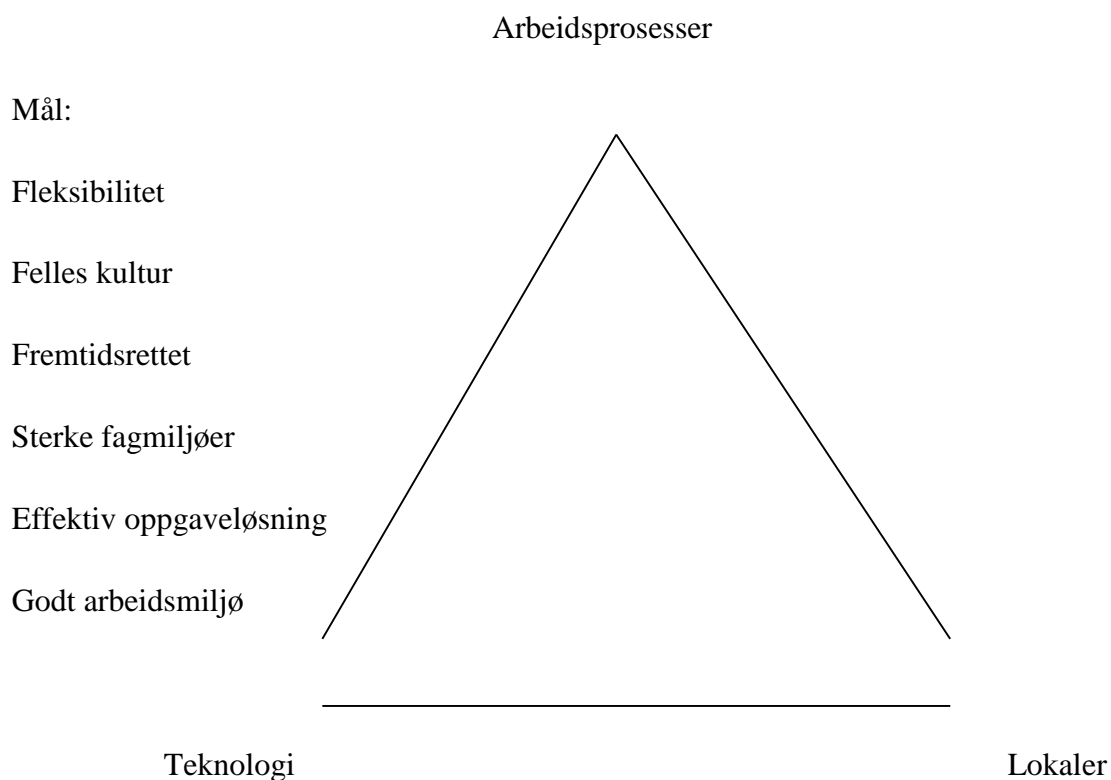 Arbeidsprosesser
Mål:
Fleksibilitet
Felles kultur
Fremtidsrettet
Sterke fagmiljøer
Effektiv oppgaveløsning
Godt arbeidsmiljø
Teknologi
Lokaler